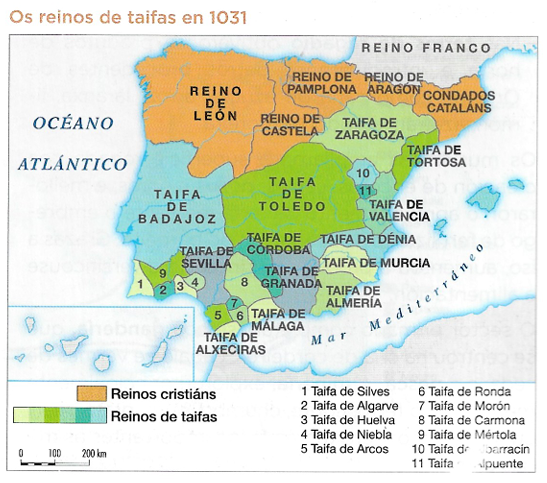 Os reinos de taifas en 1031
REINO FRANCO
REINO DE LEÓN
REINO DE PAMPLONA
REINO DE ARAGÓN
CONDADOS CATALÁNS
REINO DE CASTELA
OCÉANO ATLÁNTICO
TAIFA DE ZARAGOZA
TAIFA DE TORTOSA
10
11
TAIFA DE BADAJOZ
TAIFA DE TOLEDO
TAIFA DE VALENCIA
TAIFA DE SEVILLA
TAIFA DE CÓRDOBA
TAIFA DE DÉNIA
TAIFA DE MURCIA
TAIFA DE GRANADA
1
9
2
3
4
8
7
5
6
TAIFA DE ALMERÍA
TAIFA DE MÁLAGA
TAIFA DE ALXECIRAS
Mar Mediterráneo
Reinos cristiáns
Reinos de taifas
0 100 200 km
1 Taifa de Silves
2 Taifa de Algarve
3 Taifa de Huelva
4 Taifa de Niebla
5 Taifa de Arcos
6 Taifa de Ronda
7 Taifa de Morón
8 Taifa de Carmona
9 Taifa de Mértola
10 Taifa de
11 Taifa